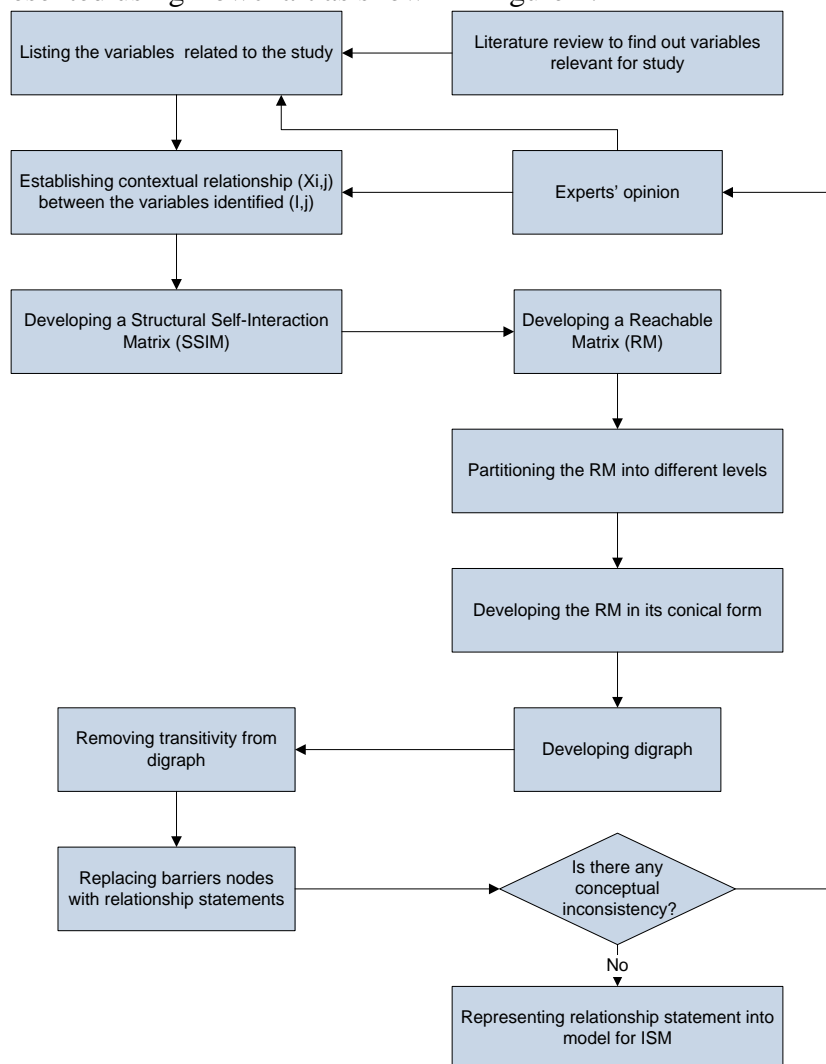 Listing the variables related to the study
Literature review to find out variables
relevant for study
Establishing contextual relationship (Xi,j)
between the variables identified (I,j)
Experts' opinion
Developing a Structural Self-Interaction
Matrix (SSIM)
Developing a Reachable
Matrix (RM)
Partitioning the RM into different levels
Developing the RM in its conical form
Removing transitivity from
digraph
Developing digraph
Replacing barriers nodes
with relationship statements
Is there any
conceptual
inconsistency?
No
Representing relationship statement into
model for ISM